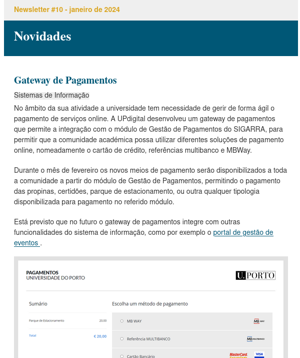 Newsletter #10 - janeiro de 2024
Novidades
Gateway de Pagamentos
Sistemas de Informação
No âmbito da sua atividade a universidade tem necessidade de gerir de forma ágil o
pagamento de serviços online. A UPdigital desenvolveu um gateway de pagamentos
que permite a integração com o módulo de Gestão de Pagamentos do SIGARRA, para
permitir que a comunidade académica possa utilizar diferentes soluções de pagamento
online, nomeadamente o cartão de crédito, referências multibanco e MBWay.
Durante o mês de fevereiro os novos meios de pagamento serão disponibilizados a toda
a comunidade a partir do módulo de Gestão de Pagamentos, permitindo o pagamento
das propinas, certidões, parque de estacionamento, ou outra qualquer tipologia
disponibilizada para pagamento no referido módulo.
Está previsto que no futuro o gateway de pagamentos integre com outras
funcionalidades do sistema de informação, como por exemplo o portal de gestão de
eventos .
PAGAMENTOS
UNIVERSIDADE DO PORTO
U.PORTO
Sumário
Escolha um método de pagamento
Parque de Estacionamento
MB WAY
Total
Referência MULTIBANCO
Cartão Bancário